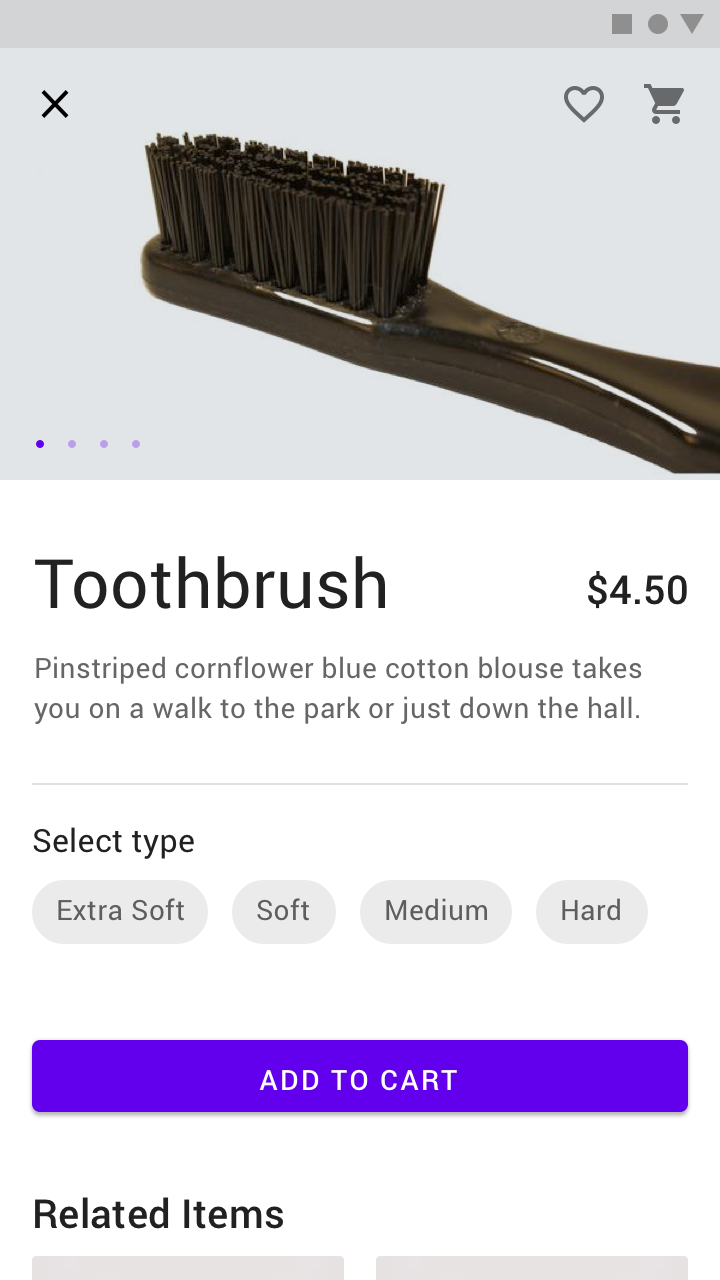 Toothbrush
$4.50
Pinstriped cornflower blue cotton blouse takes
you on a walk to the park or just down the hall.
Select type
Extra Soft
Soft
Medium
Hard
ADD TO CART
Related Items